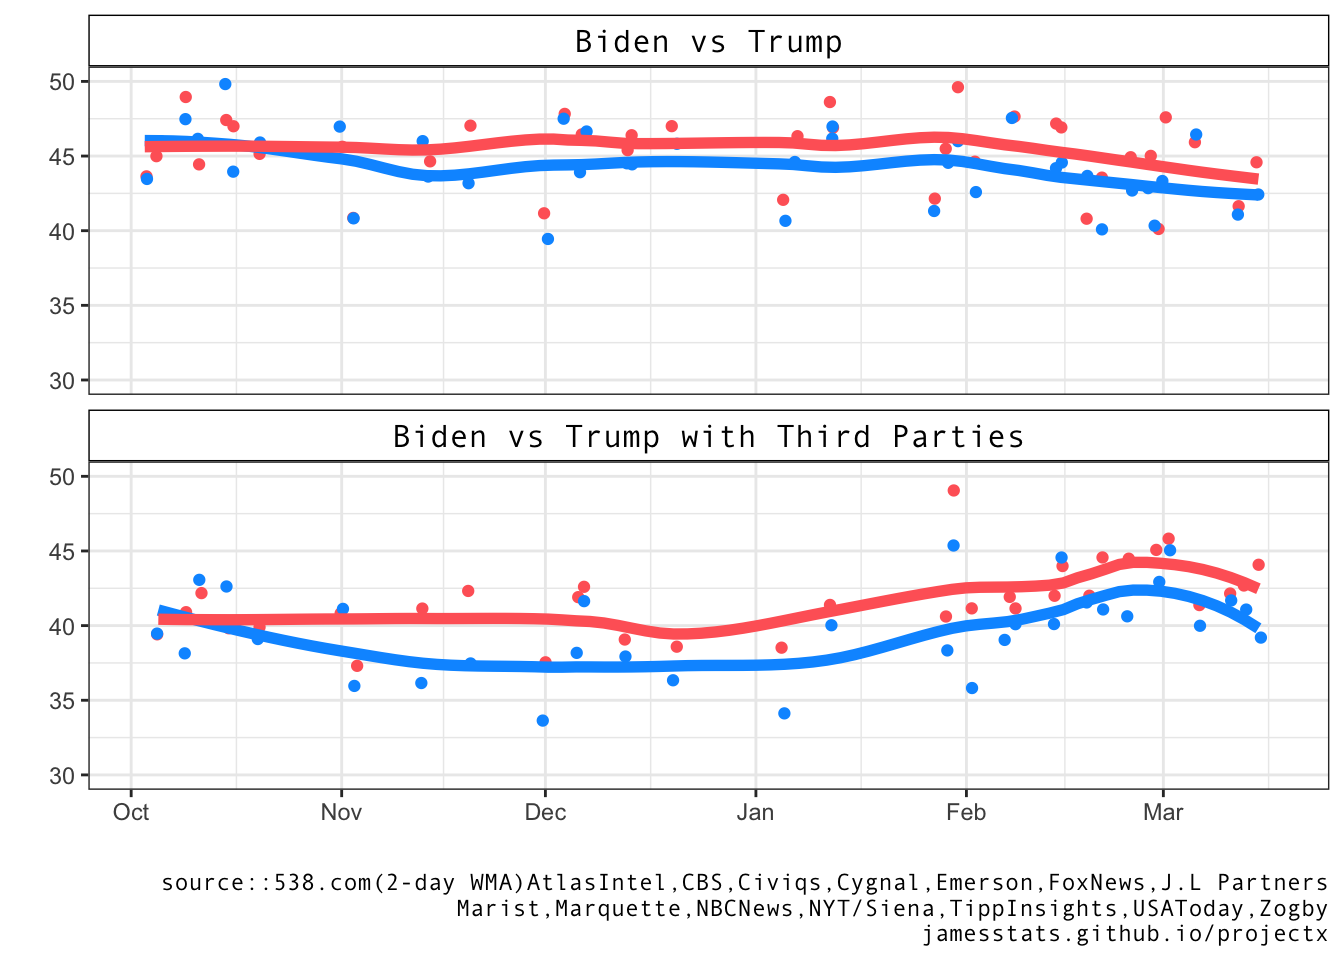 Biden vs Trump
50
45
40
35
30
Biden vs Trump with Third Parties
50
45
40
35
30
Oct Nov Dec Jan Feb Mar
source::538.com(2-day WMA)AtlasIntel,CBS,Civiqs,Cygnal,Emerson,FoxNews,J.L Partners
Marist,Marquette,NBCNews,NYT/Siena,TippInsights,USAToday,Zogby
jamesstats.github.io/projectx